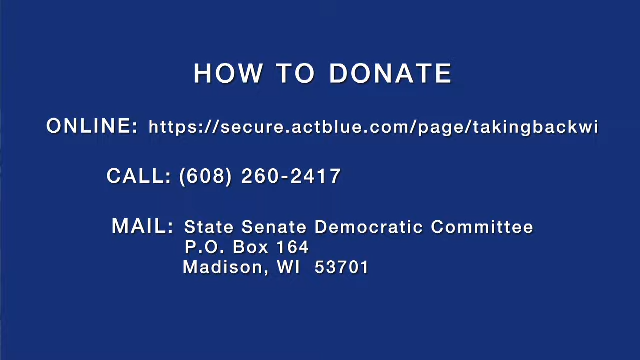 HOW TO DONATE
ONLINE: https://secure.actblue.com/page/takingbackwi
CALL: (608) 260-2417
MAIL: State Senate Democratic Committee
P.O. Box 164
Madison, WI 53701